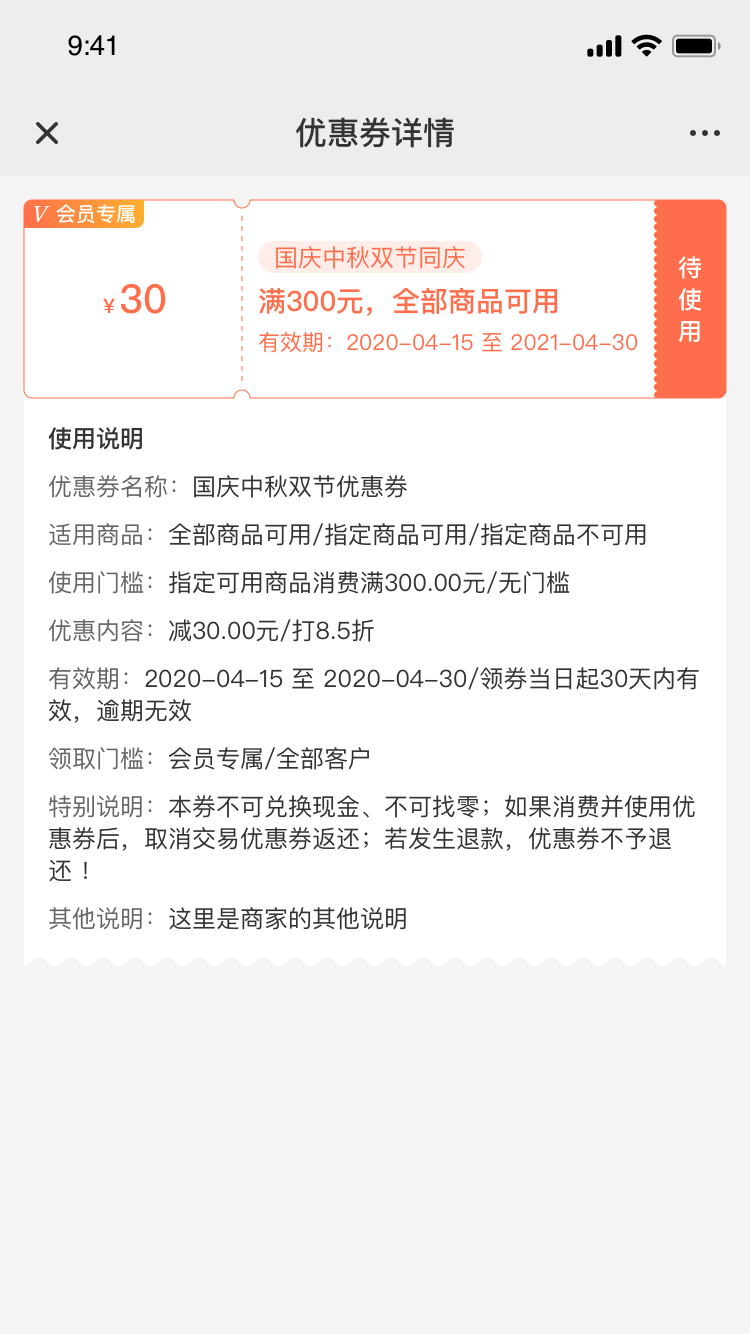 9:41
优惠券详情
V 会员专属
¥30
国庆中秋双节同庆
满300元，全部商品可用
有效期：2020-04-15 至 2021-04-30
待
使
用
使用说明
优惠券名称：国庆中秋双节优惠券
适用商品：全部商品可用/指定商品可用/指定商品不可用
使用门槛：指定可用商品消费满300.00元/无门槛
优惠内容：减30.00元/打8.5折
有效期：2020-04-15 至 2020-04-30/领券当日起30天内有
效，逾期无效
领取门槛：会员专属/全部客户
特别说明：本券不可兑换现金、不可找零；如果消费并使用优
惠券后，取消交易优惠券返还；若发生退款，优惠券不予退
还！
其他说明：这里是商家的其他说明